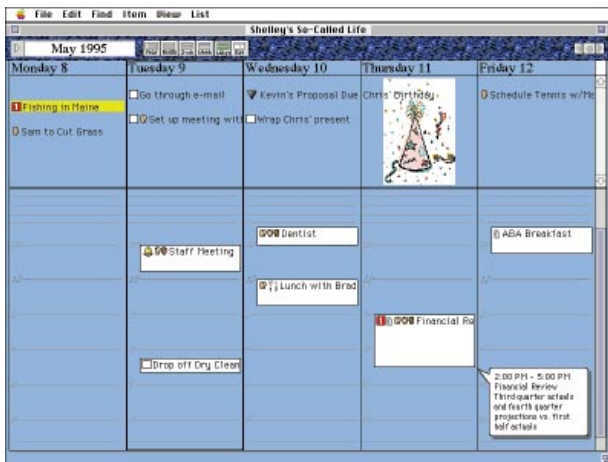 File Edit Find Item View List
Shelley's So-Called Life
May 1995
Monday 8
Tuesday 9
Wednesday 10
Thursday 11
Friday 12
Fishing in Maine
Sam to Cut Grass
Go through e-mail
Set up meeting wit
Kevin's Proposal Due
Wrap Chris' present
Chris' Birthday
Schedule Tennis w/Me
Staff Meeting
Drop off Dry Clean
Dentist
Lunch with Brad
Financial Re
ABA Breakfast
2:00 PM - 5:00 PM
Financial Review
Third quarter actuals
and fourth quarter
projections vs. first
half actuals